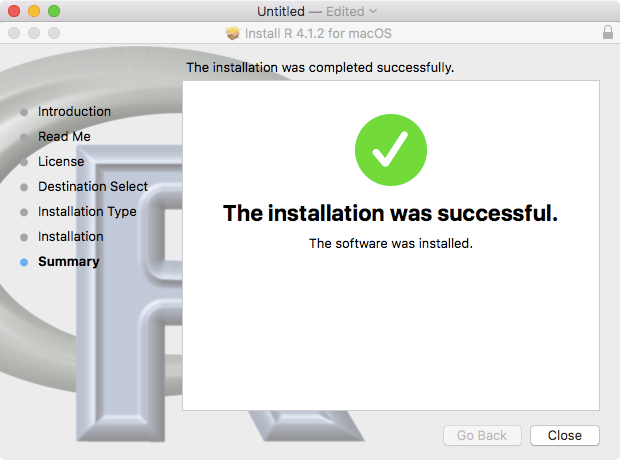 Untitled — Edited
Install R 4.1.2 for macOS
The installation was completed successfully.
Introduction
Read Me
License
Destination Select
Installation Type
Installation
Summary
The installation was successful.
The software was installed.
Go Back
Close